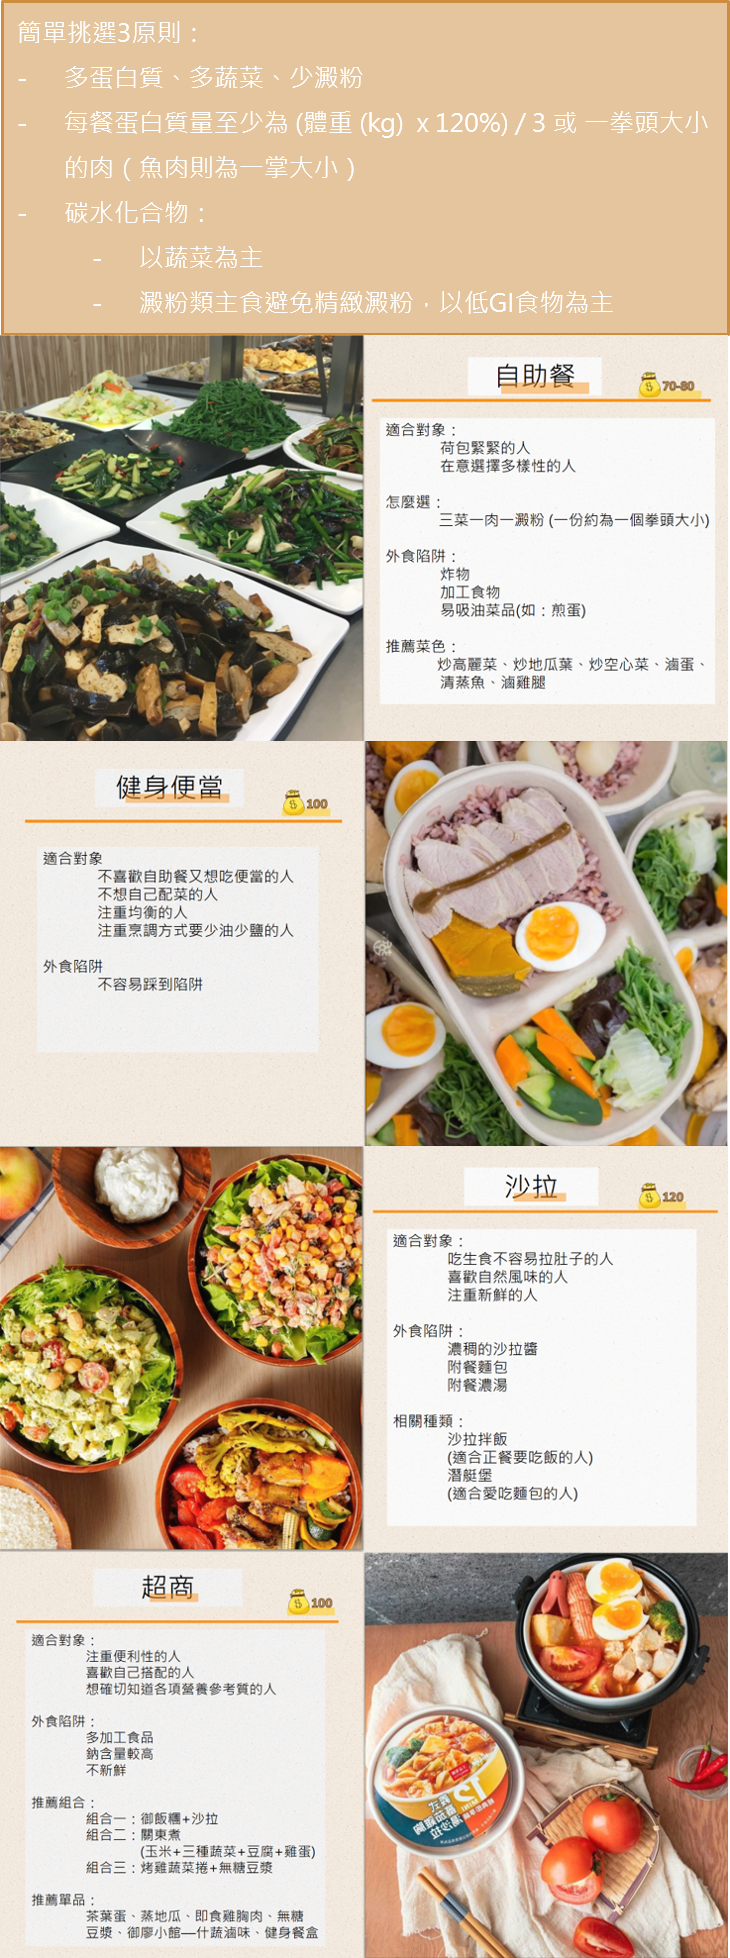 簡單挑選3原則：
- 多蛋白質、多蔬菜、少澱粉
- 每餐蛋白質量至少為 (體重 (kg) x 120%) / 3 或 一拳頭大小
的肉（魚肉則為一掌大小）
- 碳水化合物：
- 以蔬菜為主
- 澱粉類主食避免精緻澱粉，以低GI食物為主
自助餐
70-80
適合對象：
荷包緊緊的人
在意選擇多樣性的人
怎麼選：
三菜一肉一澱粉 (一份約為一個拳頭大小)
外食陷阱：
炸物
加工食物
易吸油菜品(如：煎蛋)
推薦菜色：
炒高麗菜、炒地瓜葉、炒空心菜、滷蛋、
清蒸魚、滷雞腿
健身便當
100
適合對象
不喜歡自助餐又想吃便當的人
不想自己配菜的人
注重均衡的人
注重烹調方式要少油少鹽的人
外食陷阱
不容易踩到陷阱
沙拉
120
適合對象：
吃生食不容易拉肚子的人
喜歡自然風味的人
注重新鮮的人
外食陷阱：
濃稠的沙拉醬
附餐麵包
附餐濃湯
相關種類：
沙拉拌飯
(適合正餐要吃飯的人)
潛艇堡
(適合愛吃麵包的人)
超商
100
適合對象：
注重便利性的人
喜歡自己搭配的人
想確切知道各項營養參考質的人
外食陷阱：
多加工食品
鈉含量較高
不新鮮
推薦組合：
組合一：御飯糰+沙拉
組合二：關東煮
(玉米+三種蔬菜+豆腐+雞蛋)
組合三：烤雞蔬菜捲+無糖豆漿
推薦單品：
茶葉蛋、蒸地瓜、即食雞胸肉、無糖
豆漿、御廖小館—什蔬滷味、健身餐盒